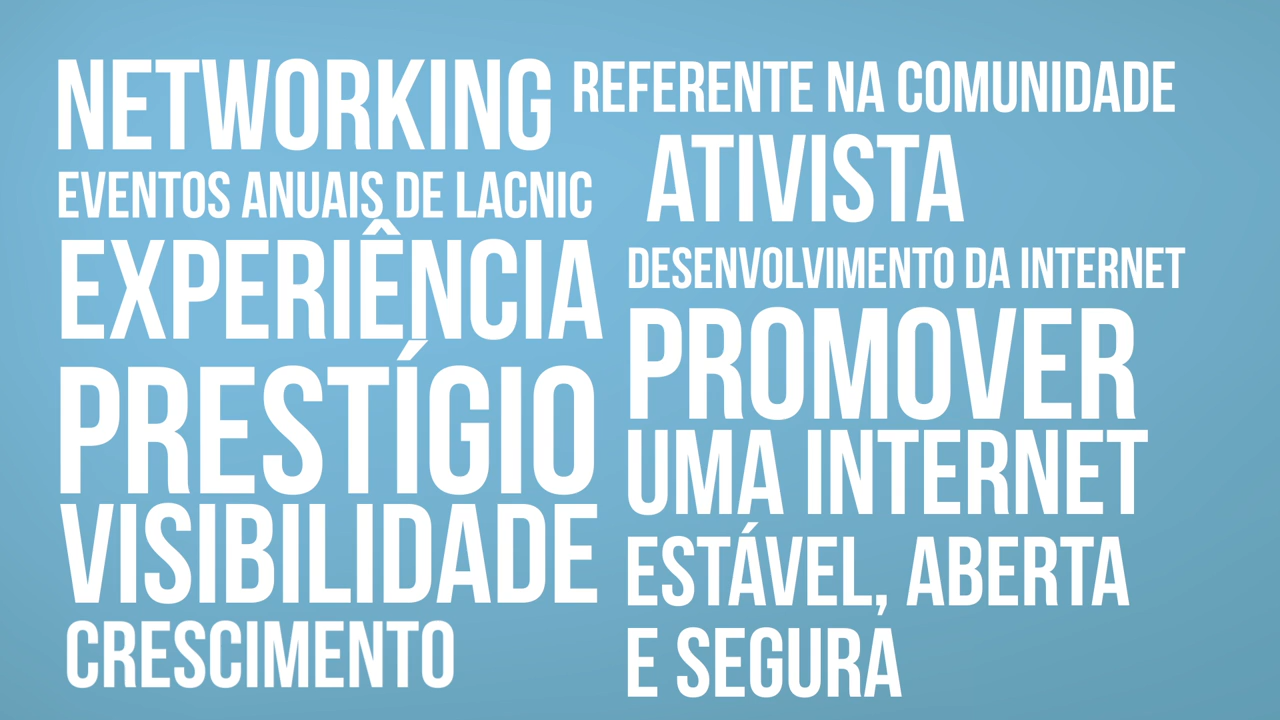 NETWORKING
EVENTOS ANUAIS DE LACNIC
EXPERIÊNCIA
PRESTÍGIO
VISIBILIDADE
CRESCIMENTO
REFERENTE NA COMUNIDADE
ATIVISTA
DESENVOLVIMENTO DA INTERNET
PROMOVER
UMA INTERNET
ESTÁVEL, ABERTA
E SEGURA